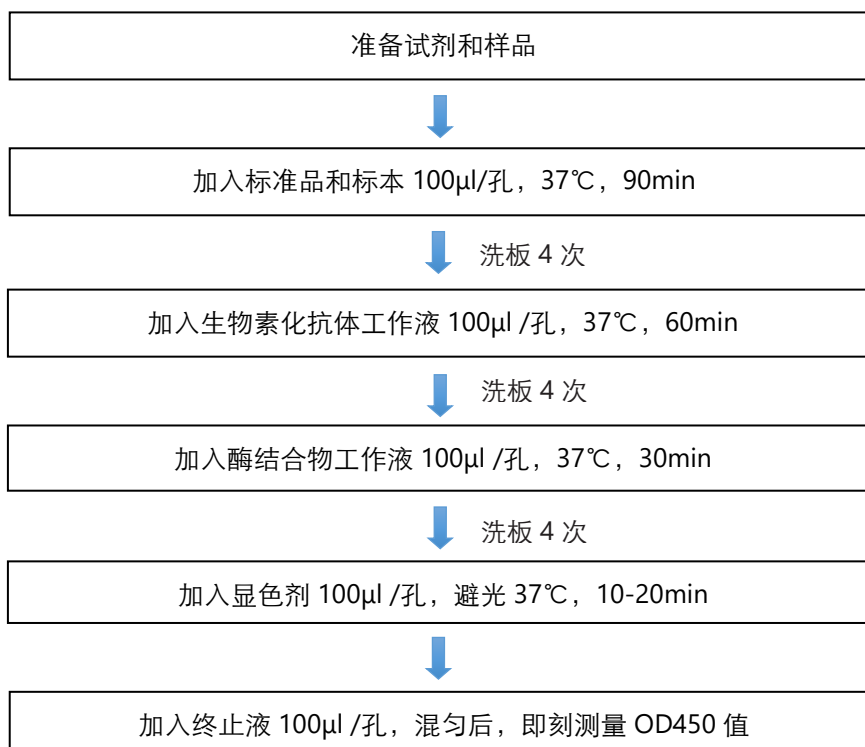 准备试剂和样品
加入标准品和标本 100μl/孔，37℃，90min
洗板 4 次
加入生物素化抗体工作液 100μl /孔，37℃，60min
洗板 4 次
加入酶结合物工作液 100μl /孔，37℃，30min
洗板 4 次
加入显色剂 100μl /孔，避光 37℃，10-20min
加入终止液 100μl /孔，混匀后，即刻测量 OD450 值